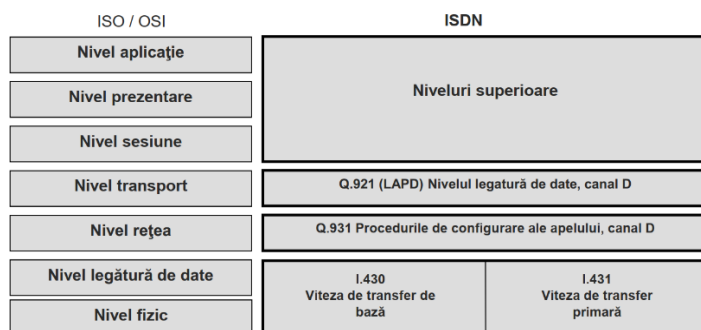 ISO / OSI
ISDN
Nivel aplicaţie
Nivel prezentare
Nivel sesiune
Niveluri superioare
Nivel transport
Q.921 (LAPD) Nivelul legatură de date, canal D
Nivel reţea
Q.931 Procedurile de configurare ale apelului, canal D
Nivel legătură de date
Nivel fizic
I.430
Viteza de transfer de
bază
I.431
Viteza de transfer
primară